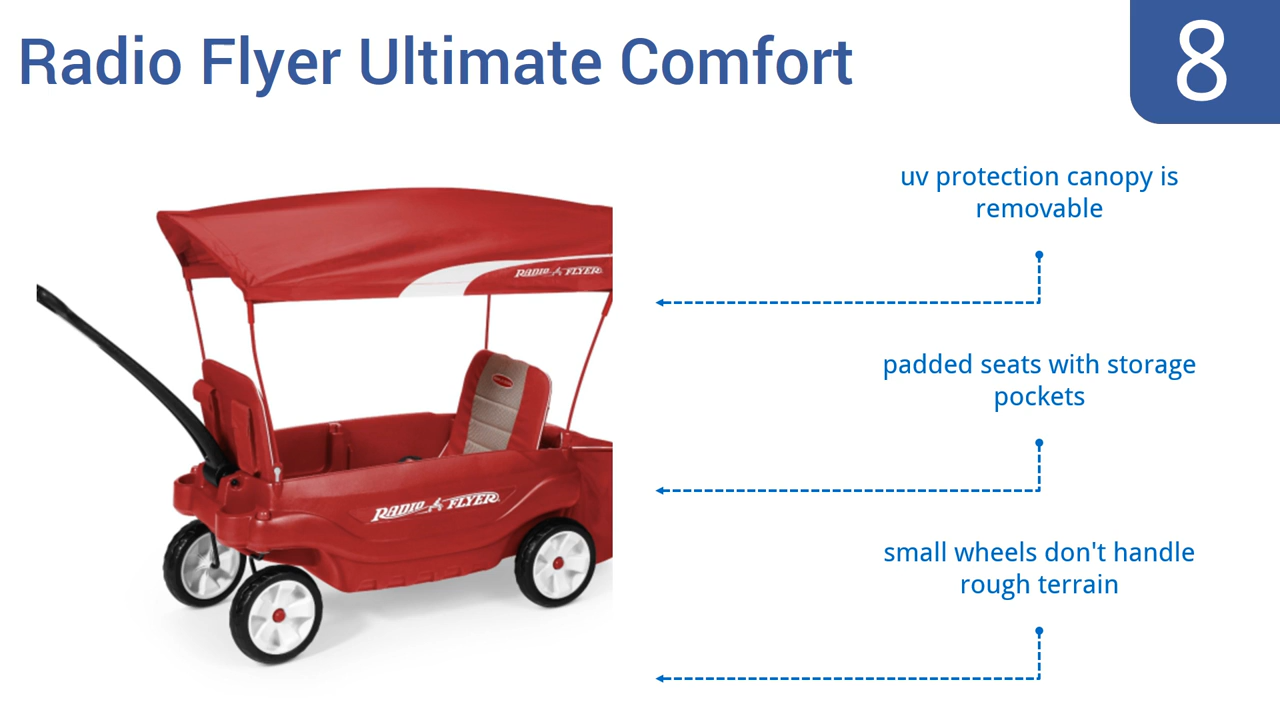 Radio Flyer Ultimate Comfort
8
uv protection canopy is
removable
RADIO FLYER
padded seats with storage
pockets
RADIO FLYER
small wheels don't handle
rough terrain